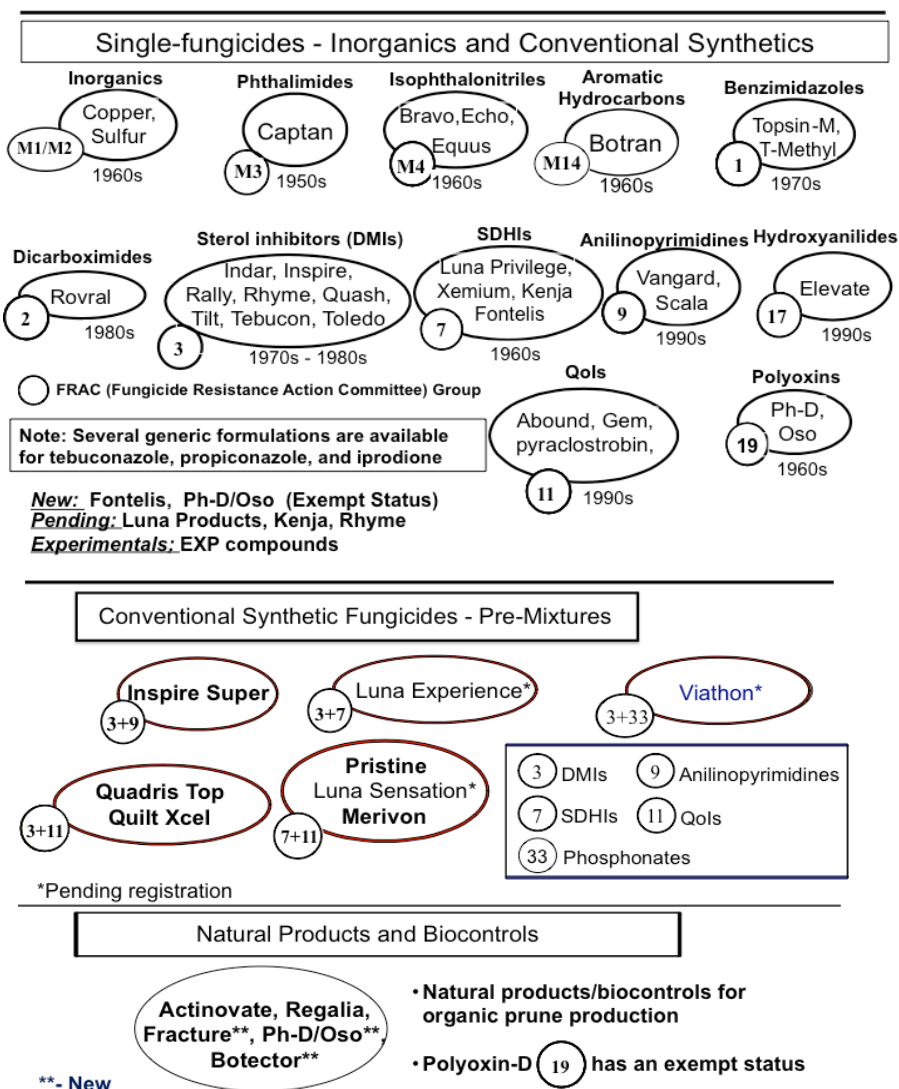 Single-fungicides - Inorganics and Conventional Synthetics
Inorganics
Copper,
Sulfur
M1/M2
1960s
Phthalimides
Captan
M3
1950s
Isophthalonitriles
Bravo,Echo,
Equus
M4
1960s
Aromatic
Hydrocarbons
Botran
M14
1960s
Benzimidazoles
Topsin-M,
T-Methyl
1
1970s
Dicarboximides
Rovral
2
1980s
Sterol inhibitors (DMIs)
Indar, Inspire,
Rally, Rhyme, Quash,
Tilt, Tebucon, Toledo
3
1970s - 1980s
SDHIs
Luna Privilege,
Xemium, Kenja
Fontelis
7
1960s
Anilinopyrimidines
Vangard,
Scala
9
1990s
Hydroxyanilides
Elevate
17
1990s
FRAC (Fungicide Resistance Action Committee) Group
QoIs
Abound, Gem,
pyraclostrobin,
11
1990s
Polyoxins
Ph-D,
Oso
19
1960s
Note: Several generic formulations are available
for tebuconazole, propiconazole, and iprodione
New: Fontelis, Ph-D/Oso (Exempt Status)
Pending: Luna Products, Kenja, Rhyme
Experimentals; EXP compounds
Conventional Synthetic Fungicides - Pre-Mixtures
Inspire Super
3+9
Luna Experience*
3+7
Viathon*
3+33
Quadris Top
Quilt Xcel
3+11
Pristine
Luna Sensation*
Merivon
7+11
3 DMIs 9 Anilinopyrimidines
7 SDHIs 11 QoIs
33 Phosphonates
*Pending registration
Natural Products and Biocontrols
Actinovate, Regalia,
Fracture**, Ph-D/Oso**,
Botector**
• Natural products/biocontrols for
organic prune production
• Polyoxin-D 19 has an exempt status
**- New